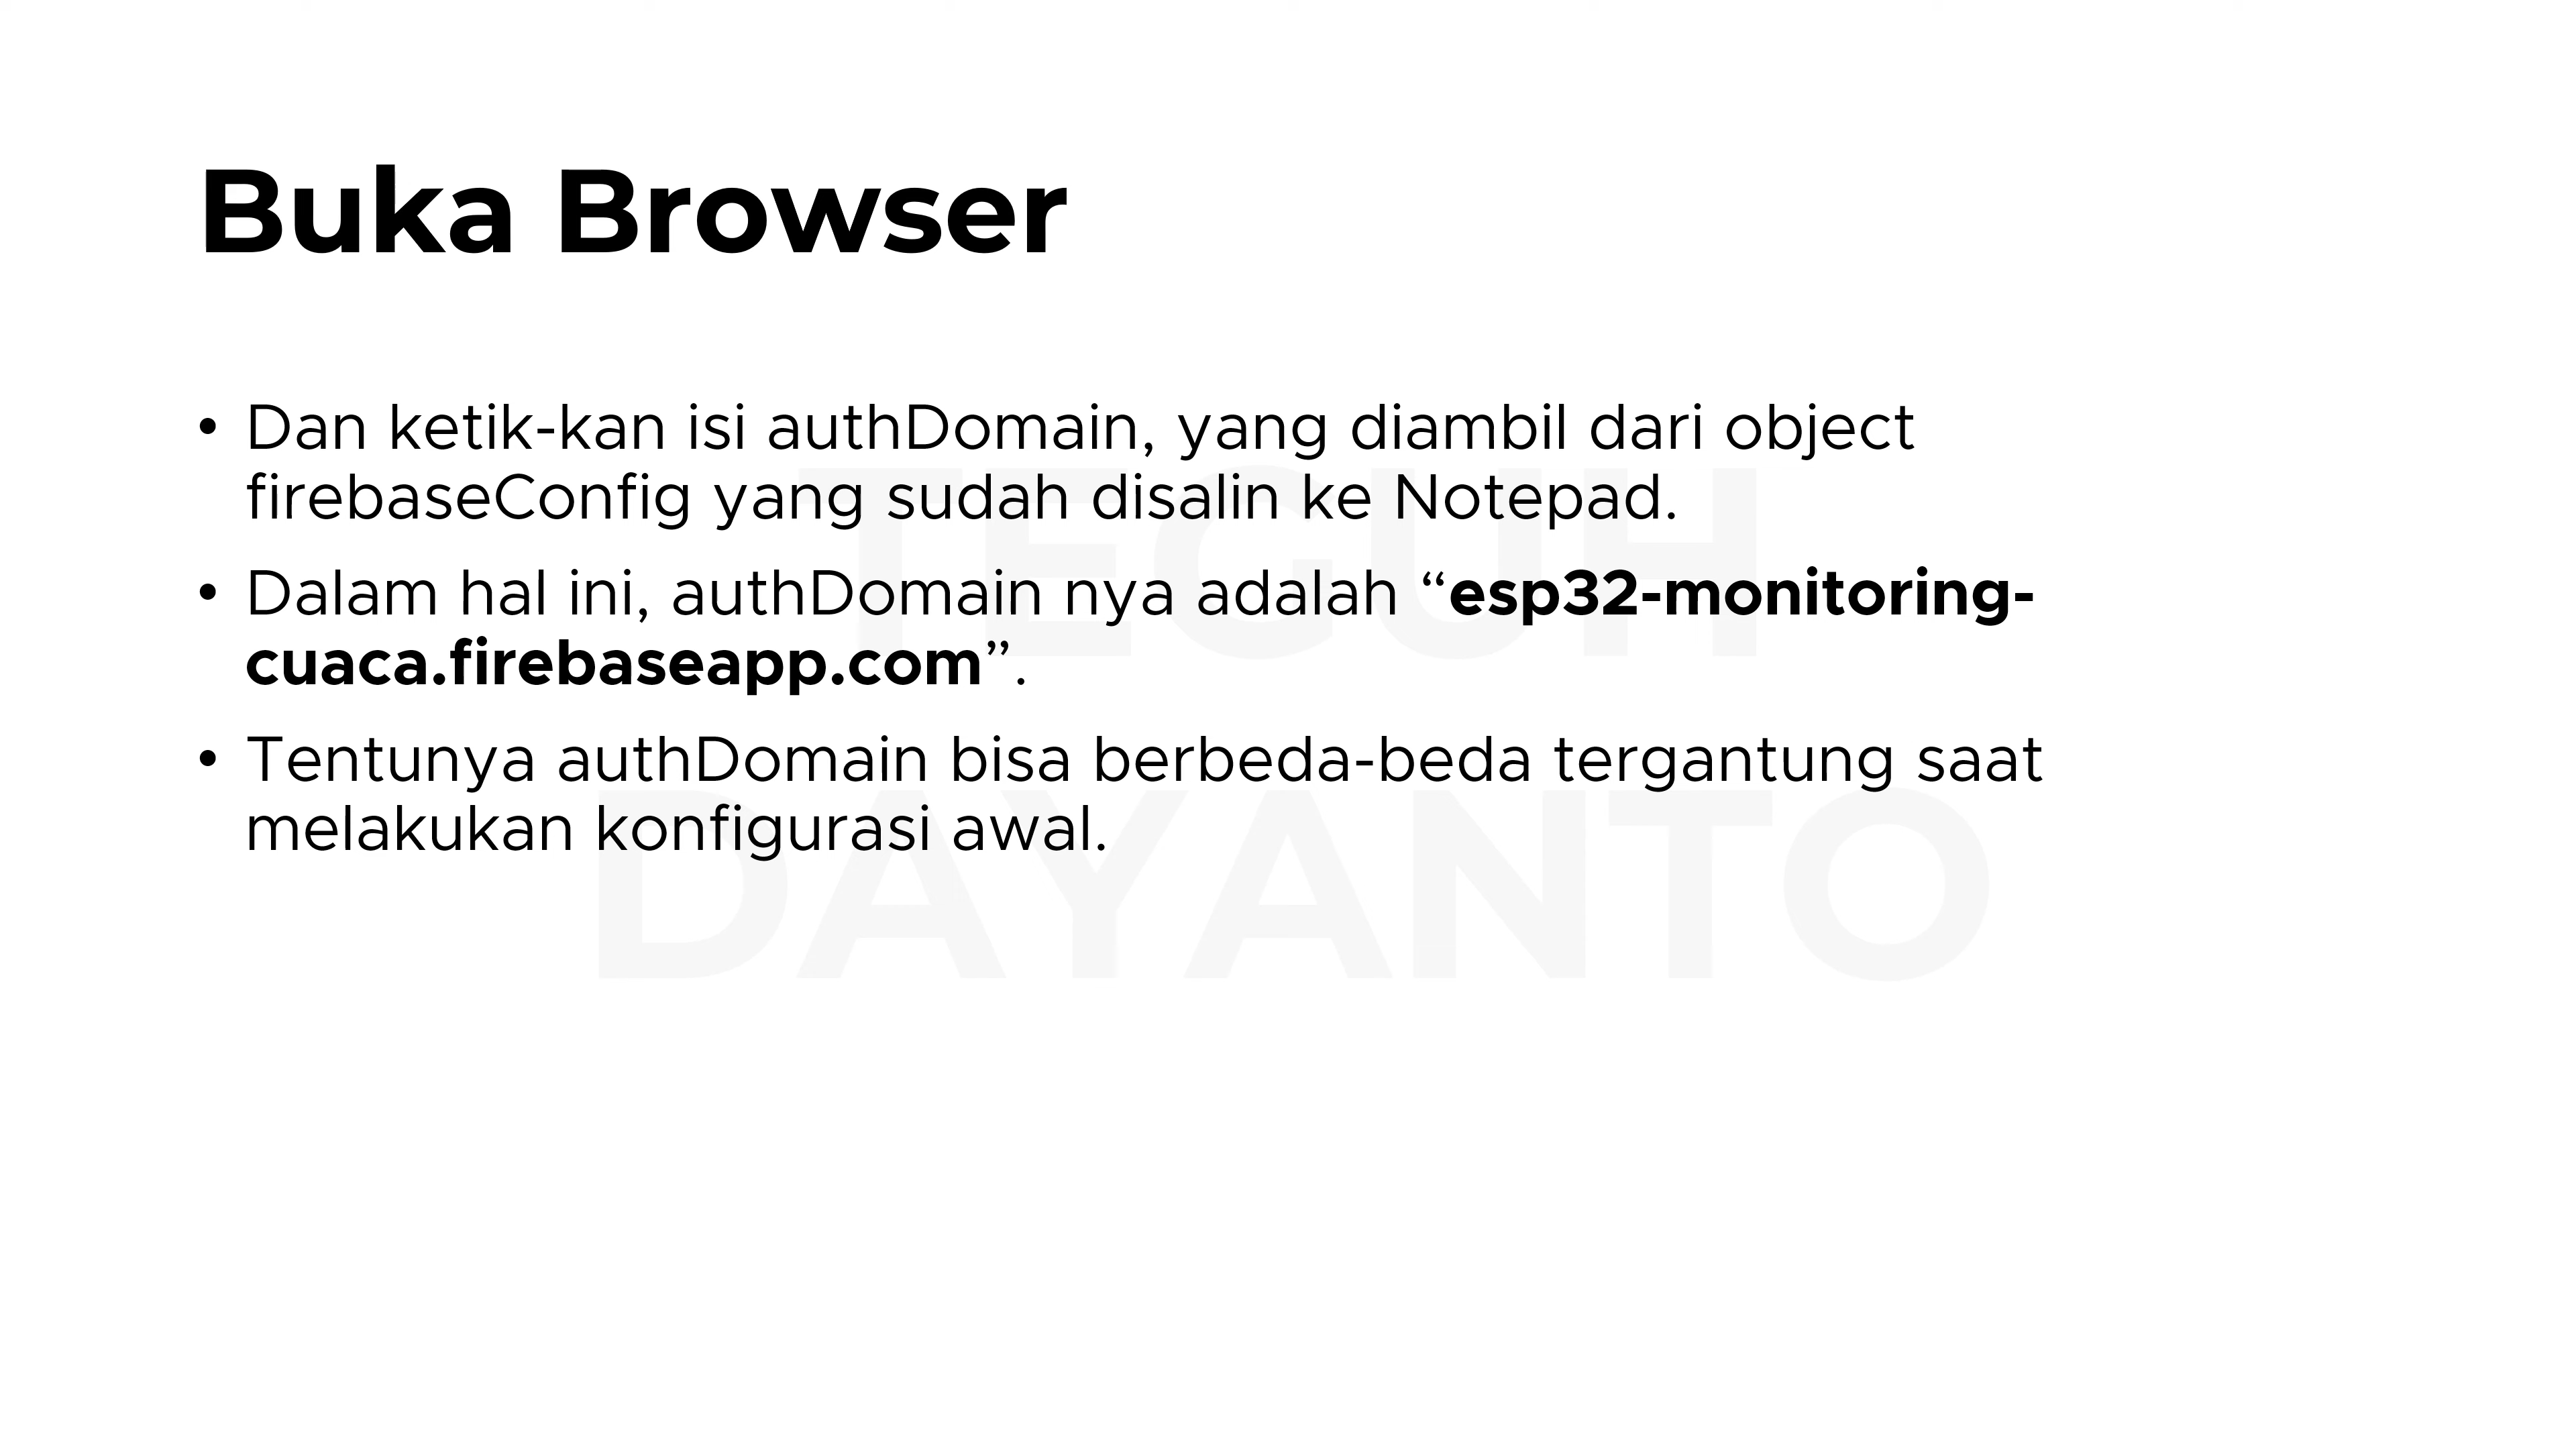 Buka Browser
• Dan ketik-kan isi authDomain, yang diambil dari object
firebaseConfig yang sudah disalin ke Notepad.
• Dalam hal ini, authDomain nya adalah “esp32-monitoring-
cuaca.firebaseapp.com”.
• Tentunya authDomain bisa berbeda-beda tergantung saat
melakukan konfigurasi awal.
TEGUH
DAYANTO